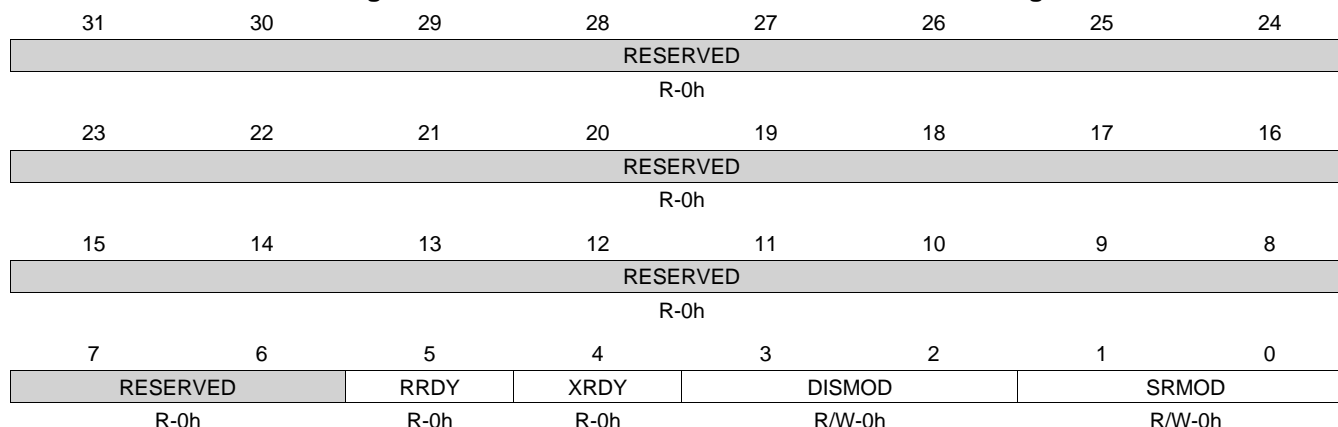 31 30 29 28 27 26 25 24
RESERVED
R-0h
23 22 21 20 19 18 17 16
RESERVED
R-0h
15 14 13 12 11 10 9 8
RESERVED
R-0h
7 6 5 4 3 2 1 0
RESERVED RRDY XRDY DISMOD SRMOD
R-0h R-0h R-0h R/W-0h R/W-0h